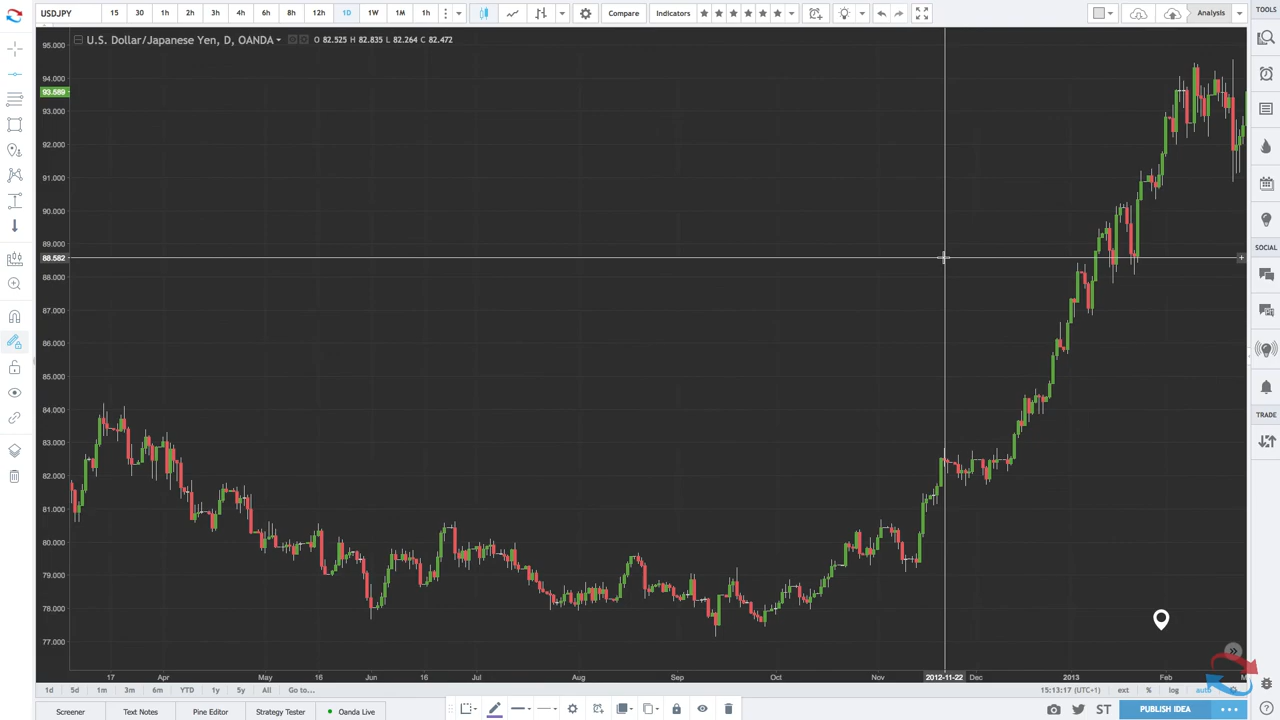 USDJPY 15 30 1h 2h 3h 4h 6h 8h 12h 1D 1W 1M 1h Compare Indicators Analysis
TOOLS
U.S. Dollar/Japanese Yen, D, OANDA O 82.525 H 82.835 L 82.264 C 82.472
95.000
94.000
93.589
93.000
92.000
91.000
90.000
89.000
88.582
88.000
87.000
86.000
85.000
84.000
83.000
82.000
81.000
80.000
79.000
78.000
77.000
SOCIAL
TRADE
17 Apr May 16 Jun 16 Jul Aug Sep Oct Nov 2012-11-22 Dec 2013 Feb
1d 5d 1m 3m 6m YTD 1y 5y All Go to... 15:13:17 (UTC+1) ext % log auto
Screener Text Notes Pine Editor Strategy Tester Oanda Live ST PUBLISH IDEA